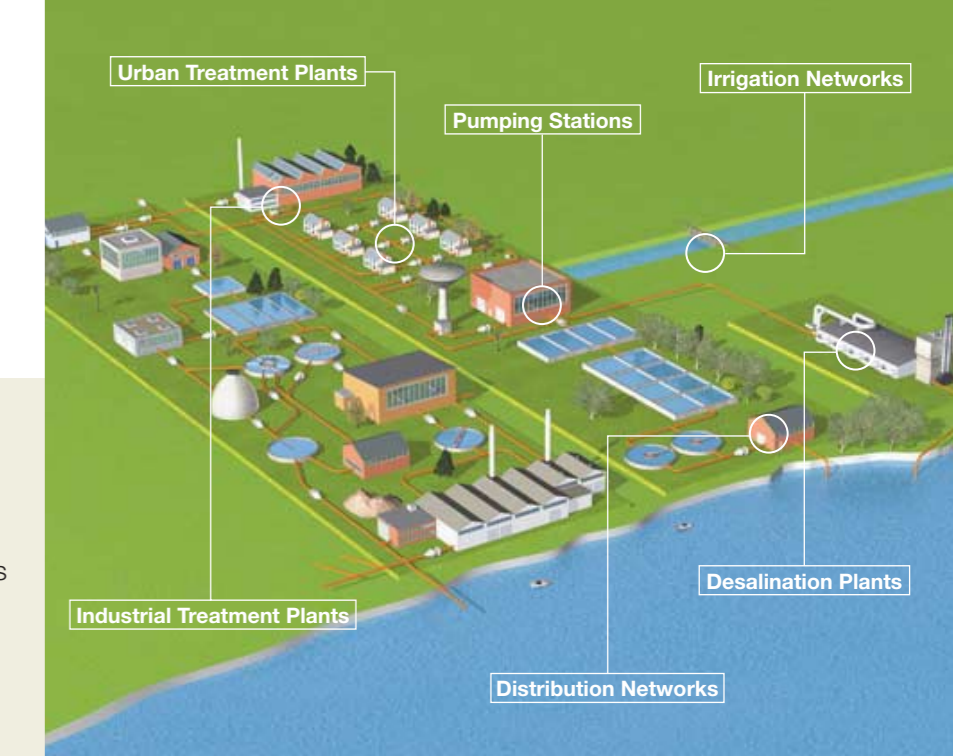 Urban Treatment Plants
Irrigation Networks
Pumping Stations
s
Desalination Plants
Industrial Treatment Plants
Distribution Networks